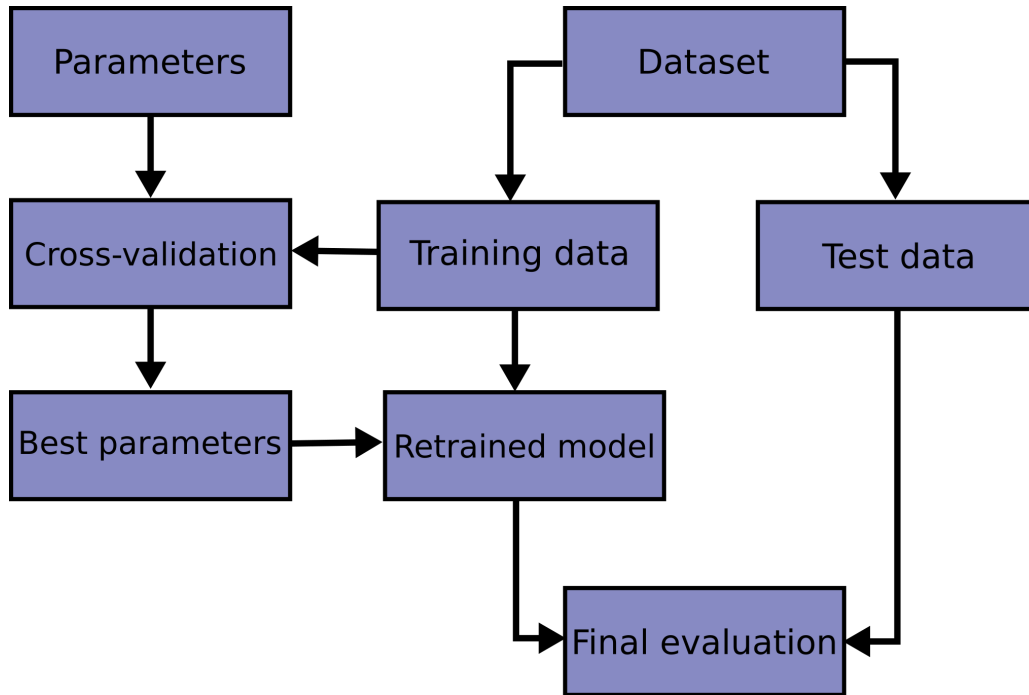 Parameters
Dataset
Cross-validation
Training data
Test data
Best parameters
Retrained model
Final evaluation